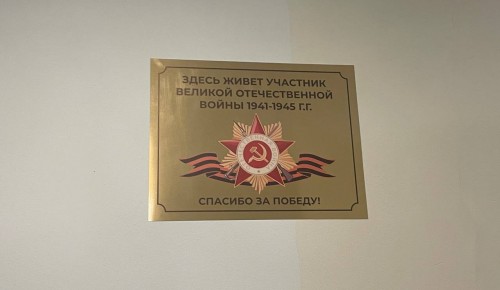 ЗДЕСЬ ЖИВЕТ УЧАСТНИК
ВЕЛИКОЙ ОТЕЧЕСТВЕННОЙ
ВОЙНЫ 1941-1945 Г.Г.
СПАСИБО ЗА ПОБЕДУ!